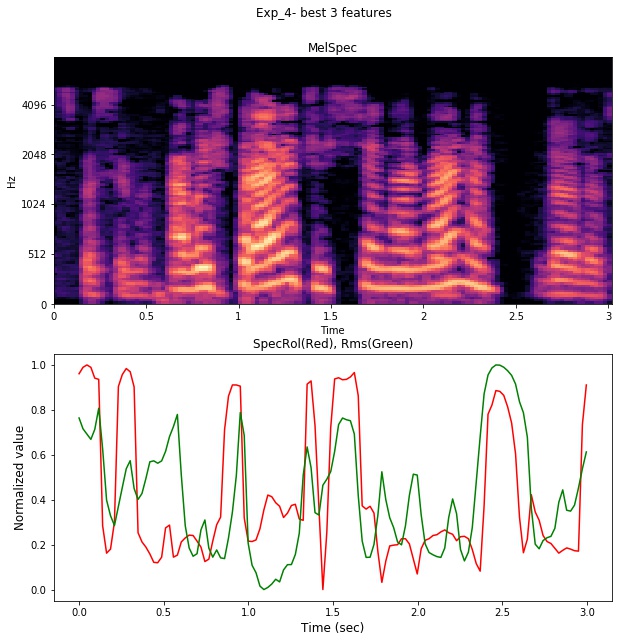 Exp_4- best 3 features
MelSpec
4096
2048
1024
512
0
Hz
0 0.5 1 1.5 2 2.5 3
Time
SpecRol(Red), Rms(Green)
1.0
0.8
0.6
0.4
0.2
0.0
Normalized value
0.0 0.5 1.0 1.5 2.0 2.5 3.0
Time (sec)